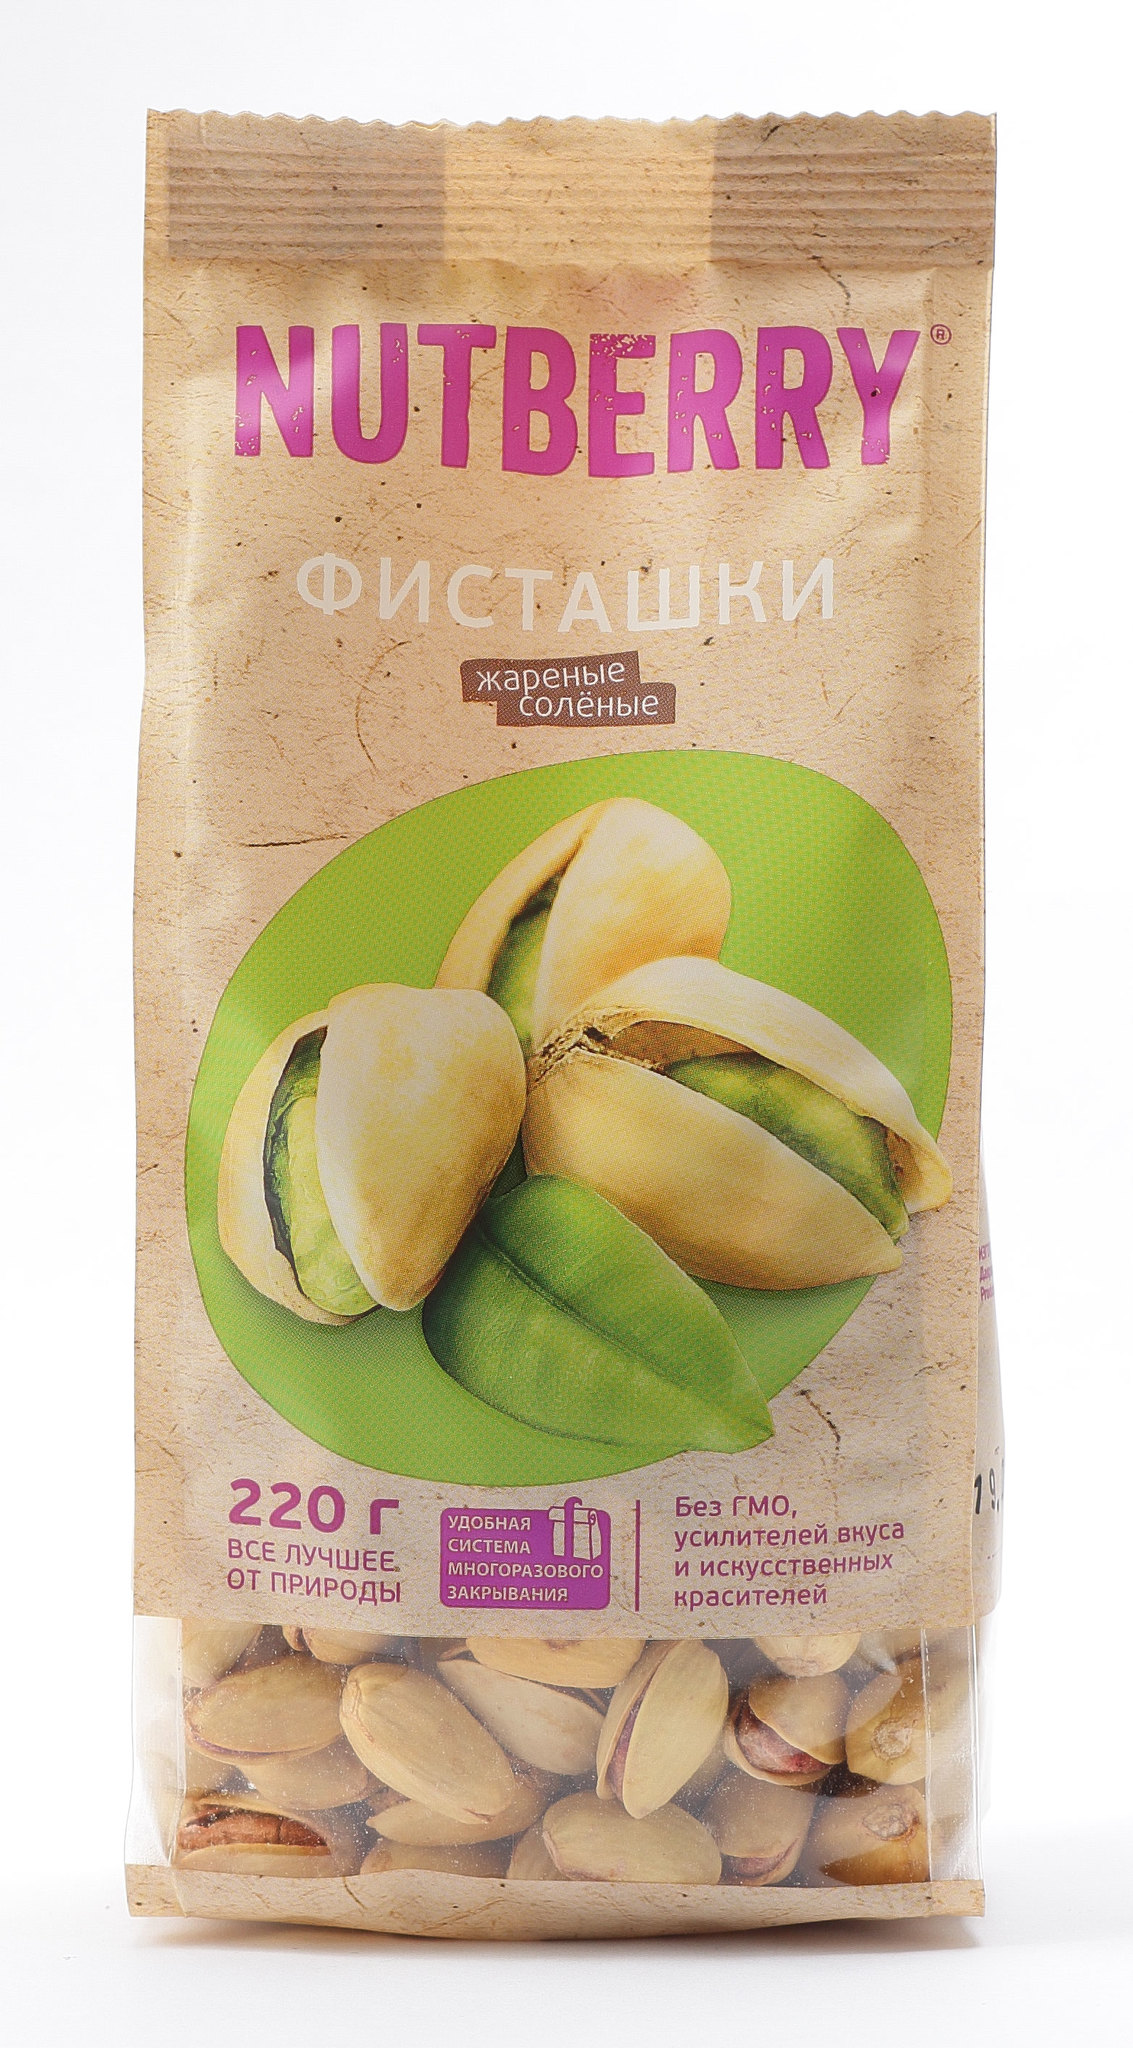 NUTBERRY®
ФИСТАШКИ
жареные
солёные
220 г
ВСЕ ЛУЧШЕЕ
ОТ ПРИРОДЫ
УДОБНАЯ
СИСТЕМА
МНОГОРАЗОВОГО
ЗАКРЫВАНИЯ
Без ГМО,
усилителей вкуса
и искусственных
красителей